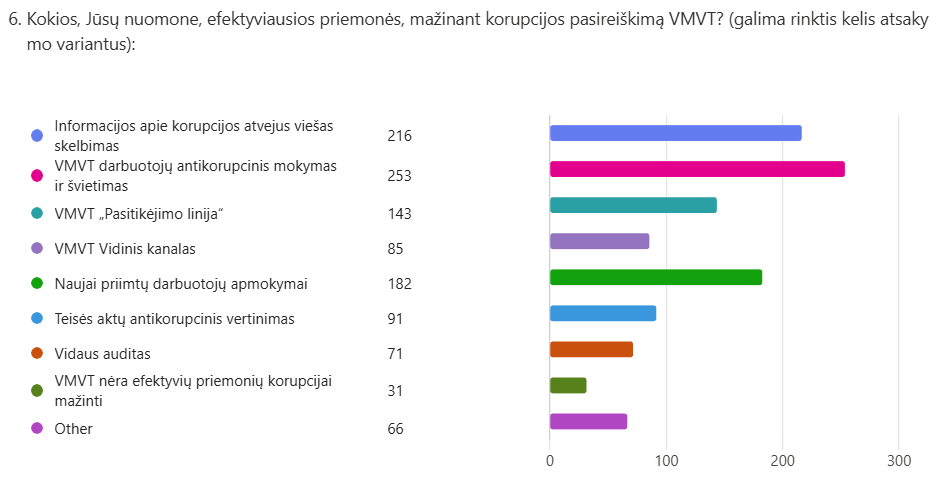 6. Kokios, Jūsų nuomone, efektyviausios priemonės, mažinant korupcijos pasireiškimą VMVT? (galima rinktis kelis atsaky
mo variantus):
Informacijos apie korupcijos atvejus viešas
skelbimas
216
VMVT darbuotojų antikorupcinis mokymas
ir švietimas
253
VMVT „Pasitikėjimo linija“
143
VMVT Vidinis kanalas
85
Naujai priimtų darbuotojų apmokymai
182
Teisės aktų antikorupcinis vertinimas
91
Vidaus auditas
71
VMVT nėra efektyvių priemonių korupcijai
mažinti
31
Other
66
0 100 200 300